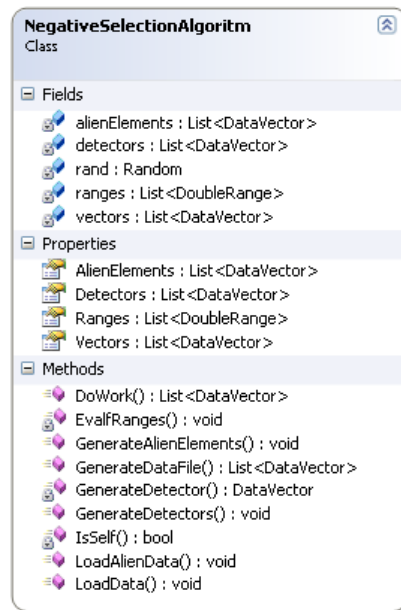 NegativeSelectionAlgoritm
Class
Fields
alienElements : List<DataVector>
detectors : List<DataVector>
rand : Random
ranges : List<DoubleRange>
vectors : List<DataVector>
Properties
AlienElements : List<DataVector>
Detectors : List<DataVector>
Ranges : List<DoubleRange>
Vectors : List<DataVector>
Methods
DoWork() : List<DataVector>
EvalfRanges() : void
GenerateAlienElements() : void
GenerateDataFile() : List<DataVector>
GenerateDetector() : DataVector
GenerateDetectors() : void
IsSelf() : bool
LoadAlienData() : void
LoadData() : void